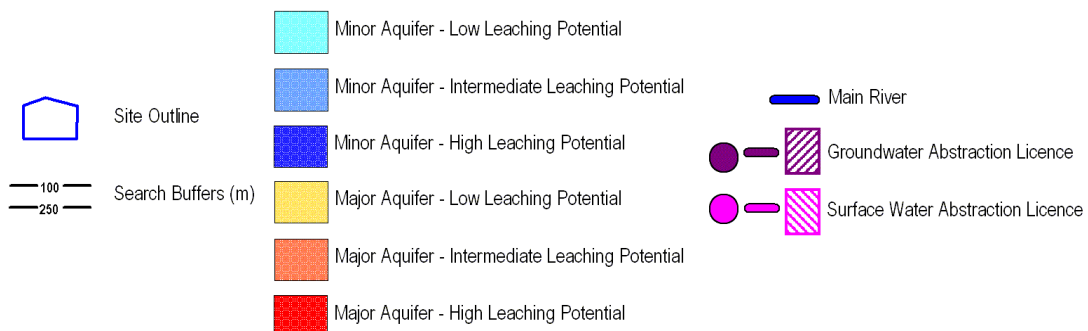 Site Outline
100
250
Search Buffers (m)
Minor Aquifer - Low Leaching Potential
Minor Aquifer - Intermediate Leaching Potential
Minor Aquifer - High Leaching Potential
Major Aquifer - Low Leaching Potential
Major Aquifer - Intermediate Leaching Potential
Major Aquifer - High Leaching Potential
Main River
Groundwater Abstraction Licence
Surface Water Abstraction Licence